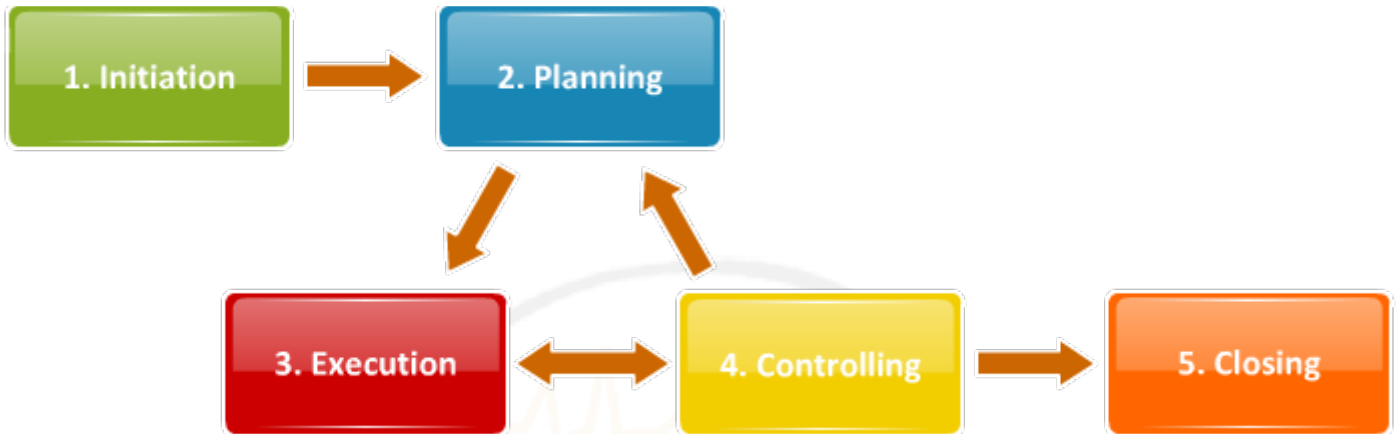 1. Initiation
2. Planning
3. Execution
4. Controlling
5. Closing